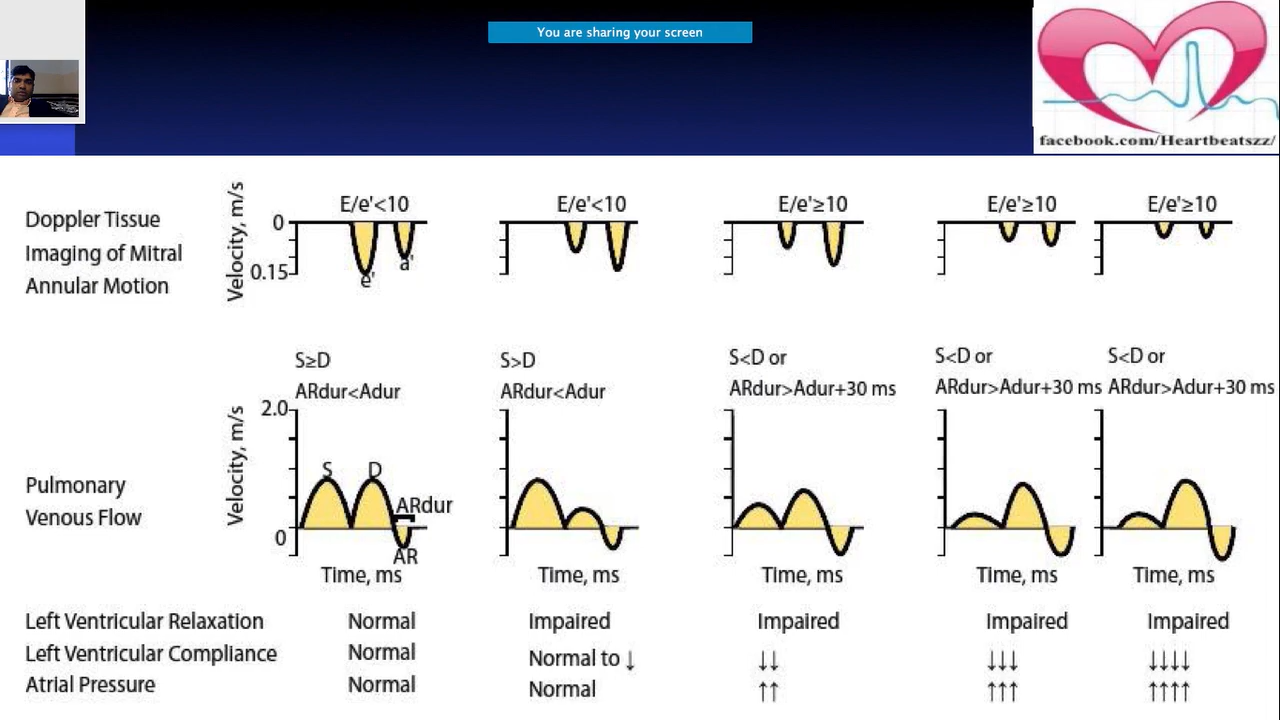 You are sharing your screen
facebook.com/Heartbeatszz/
Doppler Tissue
Imaging of Mitral
Annular Motion
Velocity, m/s
0
0.15
E/e'<10
e'
a'
E/e'<10
E/e'≥10
E/e'≥10
E/e'≥10
S≥D
ARdur<Adur
S>D
ARdur<Adur
S<D or
ARdur>Adur+30 ms
S<D or
ARdur>Adur+30 ms
S<D or
ARdur>Adur+30 ms
Pulmonary
Venous Flow
Velocity, m/s
2.0
0
S
D
ARdur
AR
Time, ms
Time, ms
Time, ms
Time, ms
Time, ms
Left Ventricular Relaxation Normal Impaired Impaired Impaired Impaired
Left Ventricular Compliance Normal Normal to ↓ ↓↓ ↓↓↓ ↓↓↓↓
Atrial Pressure Normal Normal ↑↑ ↑↑↑ ↑↑↑↑